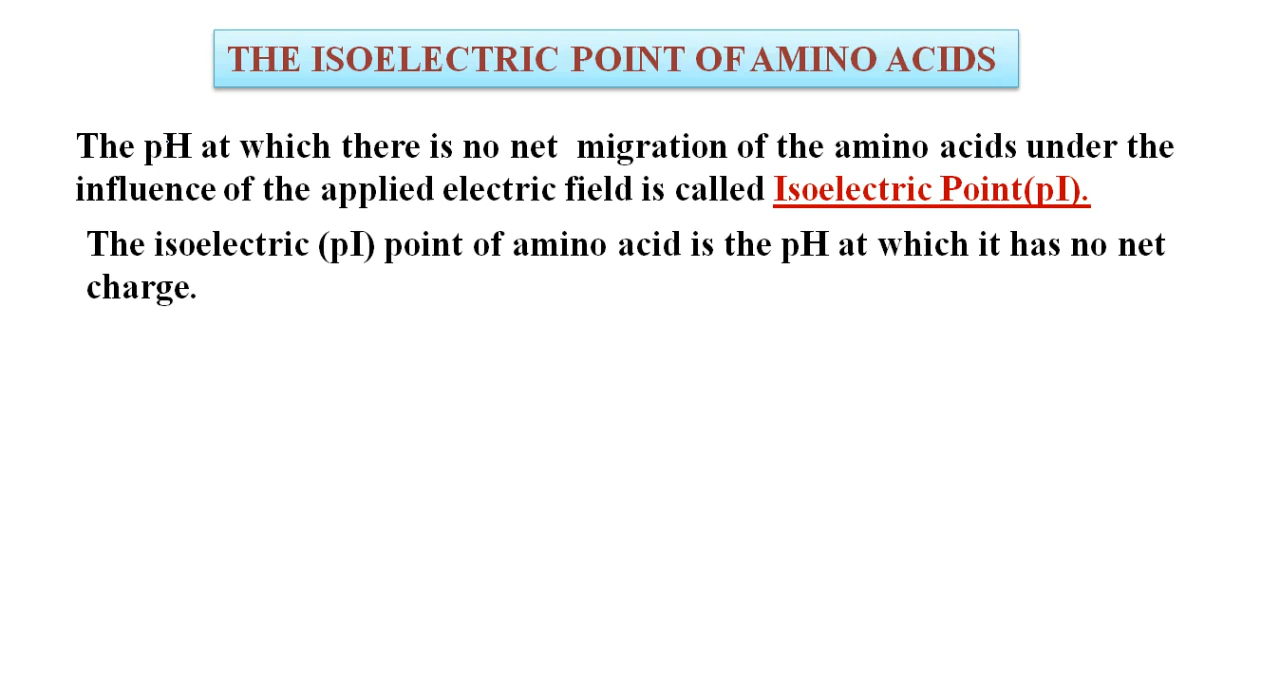 THE ISOELECTRIC POINT OF AMINO ACIDS
The pH at which there is no net migration of the amino acids under the
influence of the applied electric field is called Isoelectric Point(pI).
The isoelectric (pI) point of amino acid is the pH at which it has no net
charge.